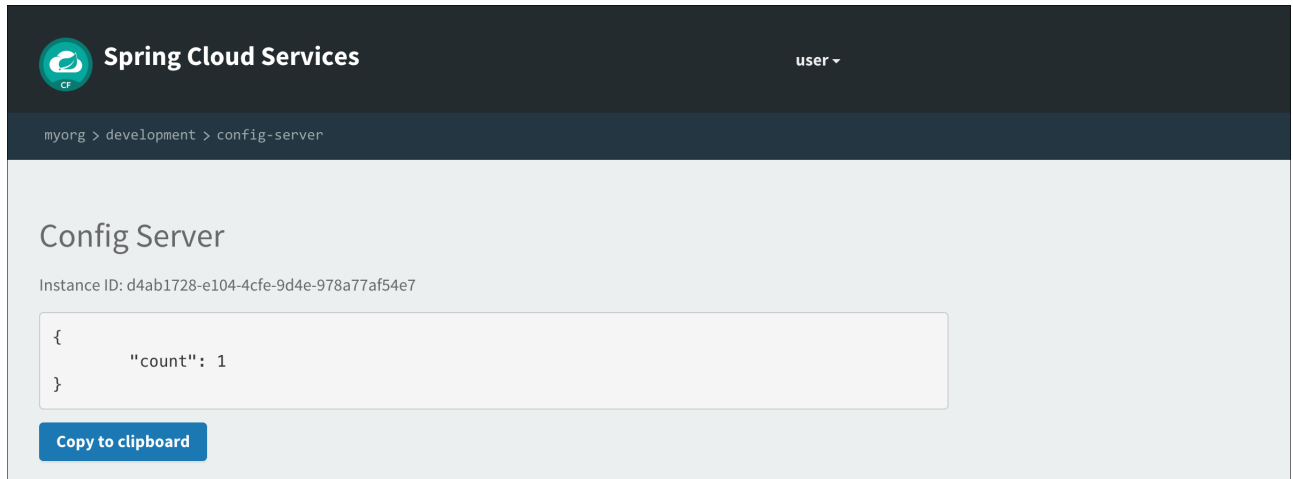 Spring Cloud Services
CF
user
myorg > development > config-server
Config Server
Instance ID: d4ab1728-e104-4cfe-9d4e-978a77af54e7
{
"count": 1
}
Copy to clipboard